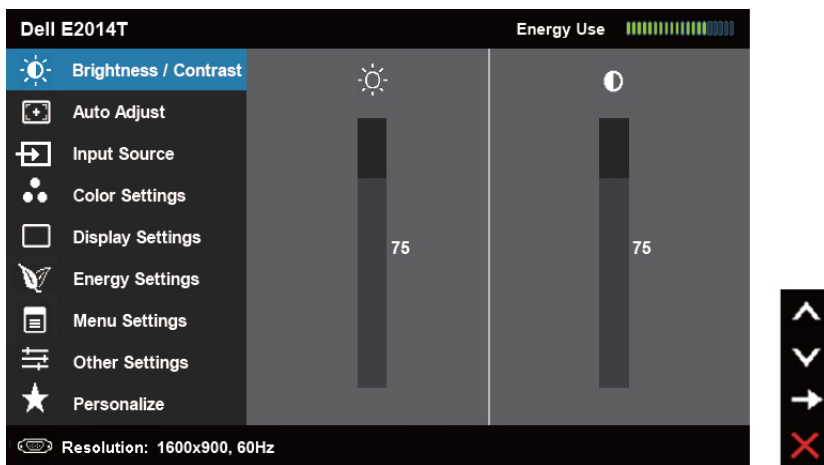 Dell E2014T Energy Use
Brightness / Contrast
Auto Adjust
Input Source
Color Settings
Display Settings
75 75
Energy Settings
Menu Settings
Other Settings
Personalize
Resolution: 1600x900, 60Hz